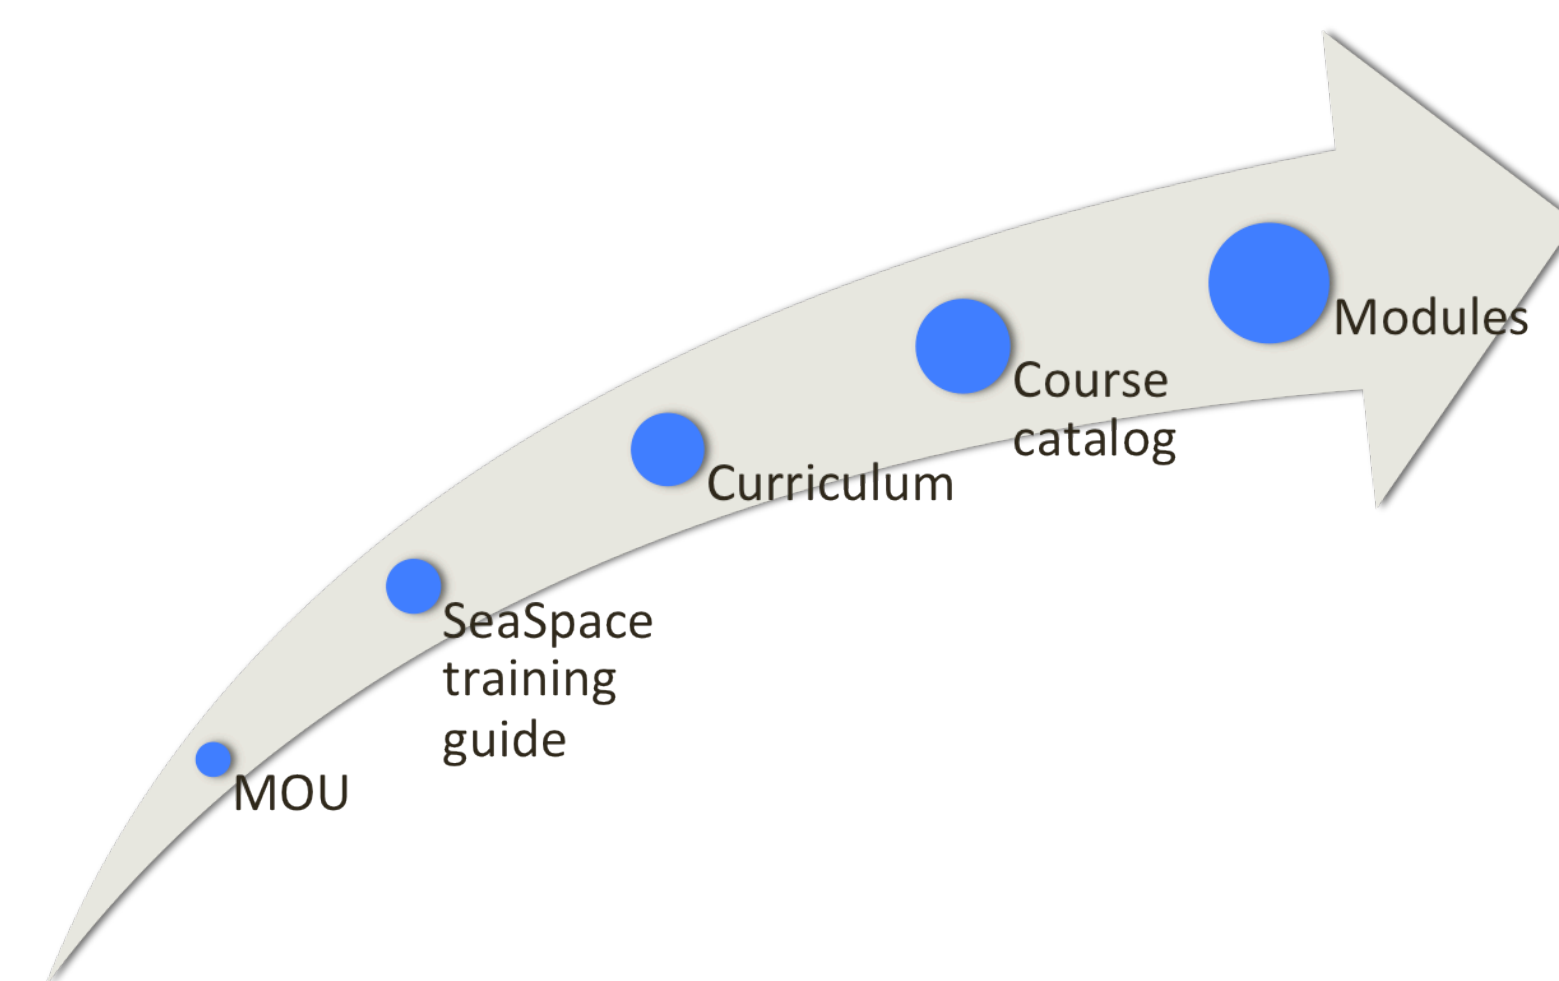 MOU
SeaSpace
training
guide
Curriculum
Course
catalog
Modules